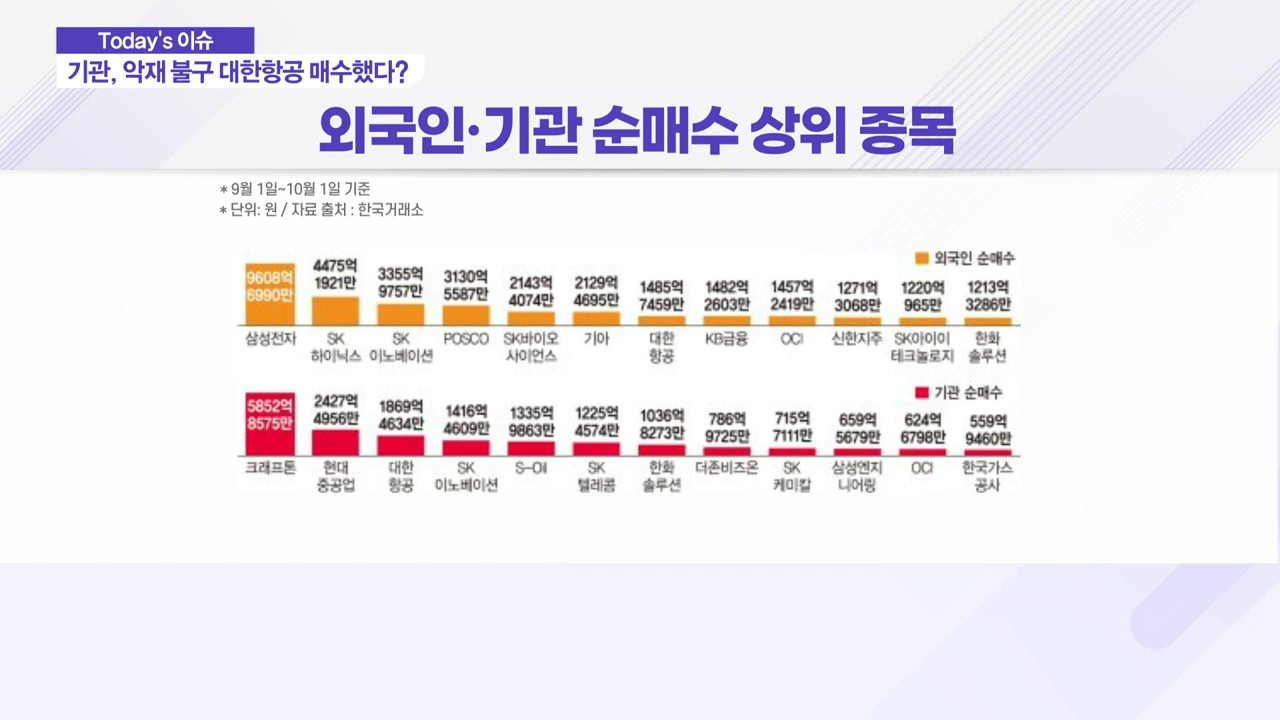 Today's 이슈
기관, 악재 불구 대한항공 매수했다?
외국인·기관 순매수 상위 종목
* 9월 1일~10월 1일 기준
* 단위: 원 / 자료 출처 : 한국거래소
외국인 순매수
9608억 6990만
4475억 1921만
3355억 9757만
3130억 5587만
2143억 4074만
2129억 4695만
1485억 7459만
1482억 2603만
1457억 2419만
1271억 3068만
1220억 965만
1213억 3286만
삼성전자
SK 하이닉스
SK 이노베이션
POSCO
SK바이오 사이언스
기아
대한 항공
KB금융
OCI
신한지주
SK아이이 테크놀로지
한화 솔루션
기관 순매수
5852억 8575만
2427억 4956만
1869억 4634만
1416억 4609만
1335억 9863만
1225억 4574만
1036억 8273만
786억 9725만
715억 7111만
659억 5679만
624억 6798만
559억 9460만
크래프톤
현대 중공업
대한 항공
SK 이노베이션
S-Oil
SK 텔레콤
한화 솔루션
더존비즈온
SK 케미칼
삼성엔지 니어링
OCI
한국가스 공사